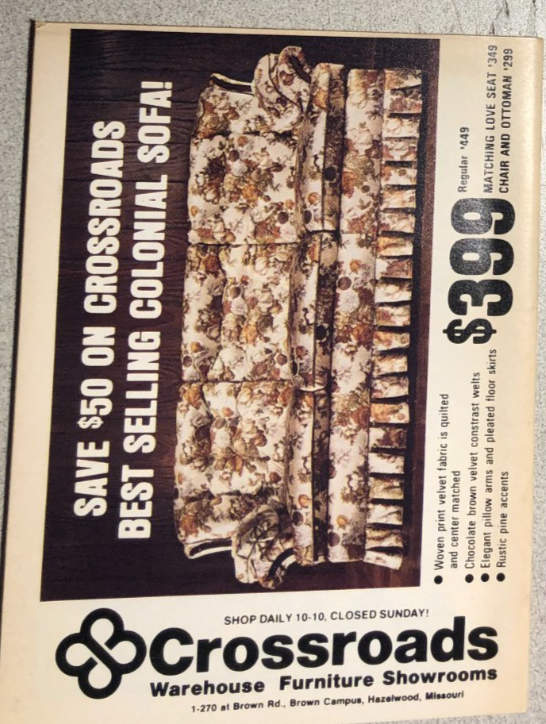 SAVE $50 ON CROSSROADS
BEST SELLING COLONIAL SOFA!
● Woven print velvet fabric is quilted
and center matched
● Chocolate brown velvet constrast welts
● Elegant pillow arms and pleated floor skirts
● Rustic pine accents
$399
Regular $449
MATCHING LOVE SEAT $349
CHAIR AND OTTOMAN $299
SHOP DAILY 10-10, CLOSED SUNDAY!
Crossroads
Warehouse Furniture Showrooms
1-270 at Brown Rd., Brown Campus, Hazelwood, Missouri